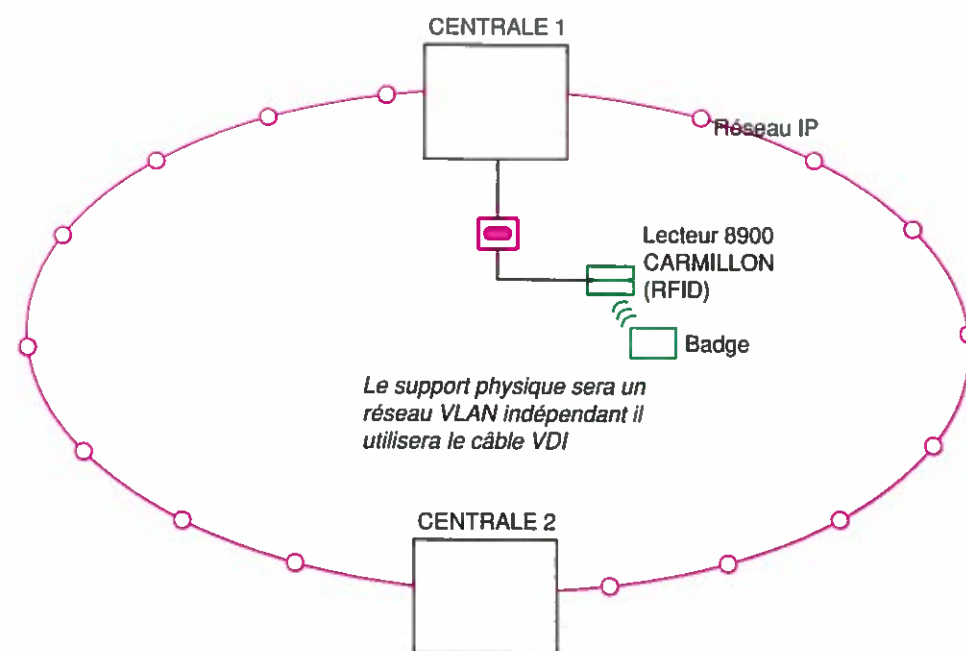 CENTRALE 1
Réseau IP
Lecteur 8900
CARMILLON
(RFID)
Badge
Le support physique sera un
réseau VLAN indépendant il
utilisera le câble VDI
CENTRALE 2